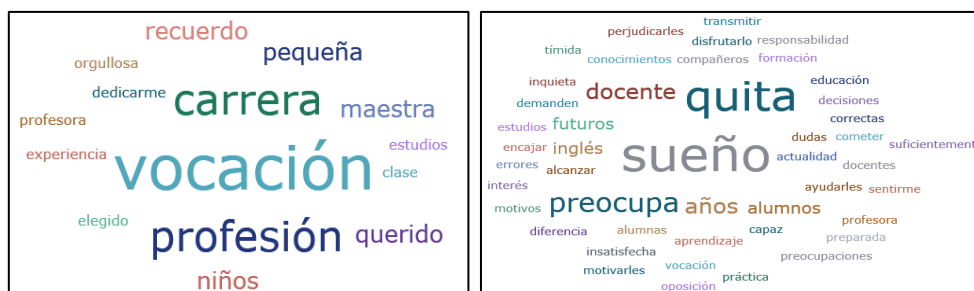 recuerdo
pequeña
orgullosa
dedicarme
carrera
maestra
profesora
estudios
experiencia
vocación
clase
elegido
profesión
querido
niños
transmitir
perjudicarles
disfrutarlo responsabilidad
tímida
conocimientos compañeros formación
inquieta
docente
quita
educación
demanden
decisiones
estudios
futuros
correctas
encajar
inglés
sueño
dudas
cometer
suficientement
errores
alcanzar
actualidad
docentes
interés
preocupa
años
alumnos
ayudarles
sentirme
motivos
profesora
diferencia
alumnas
aprendizaje
capaz
preparada
insatisfecha
preocupaciones
motivarles
vocación
práctica
oposición